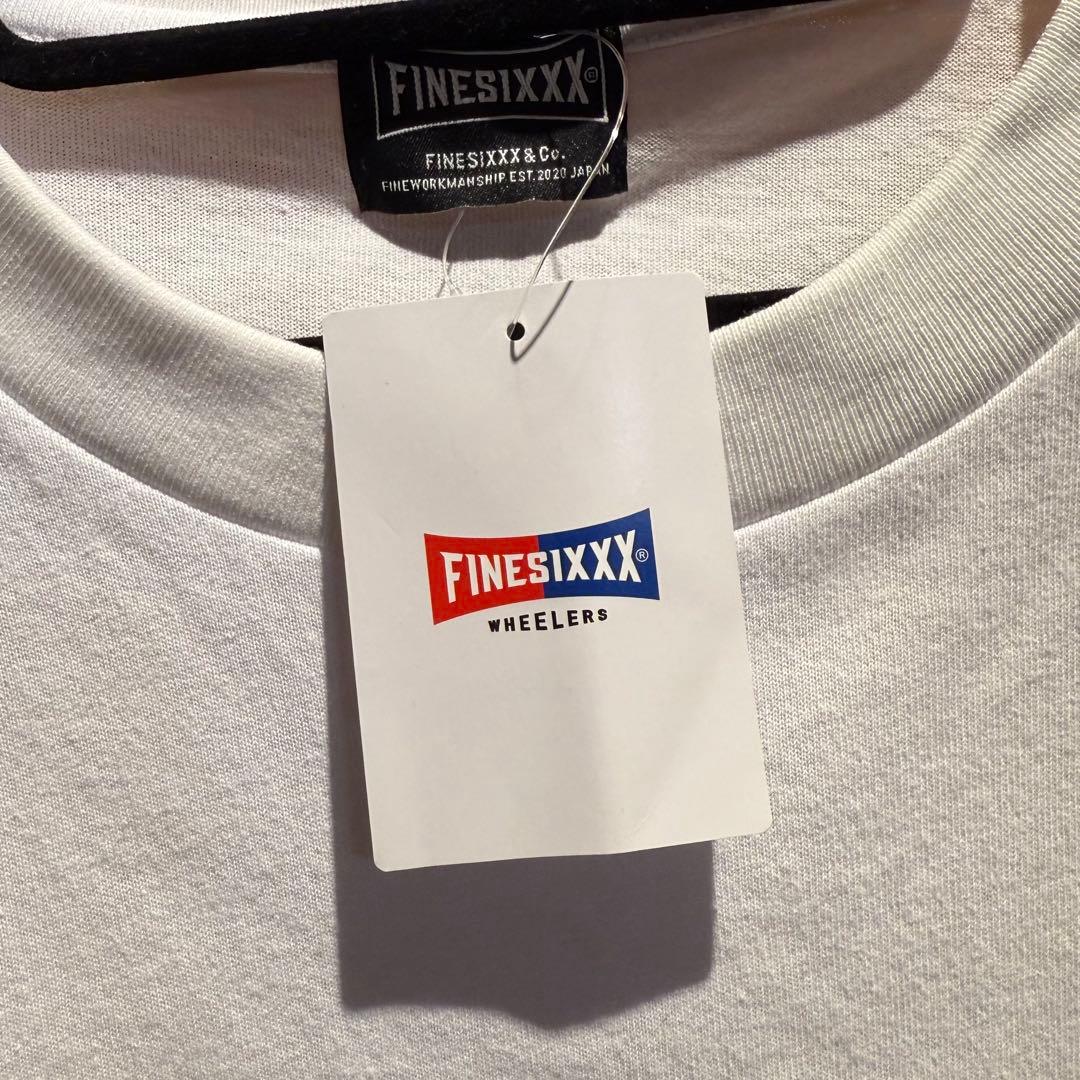 FINESIXXX®
FINESIXXX & Co.
FINEWORKMANSHIP EST. 2020 JAPAN
FINESIXXX®
WHEELERS